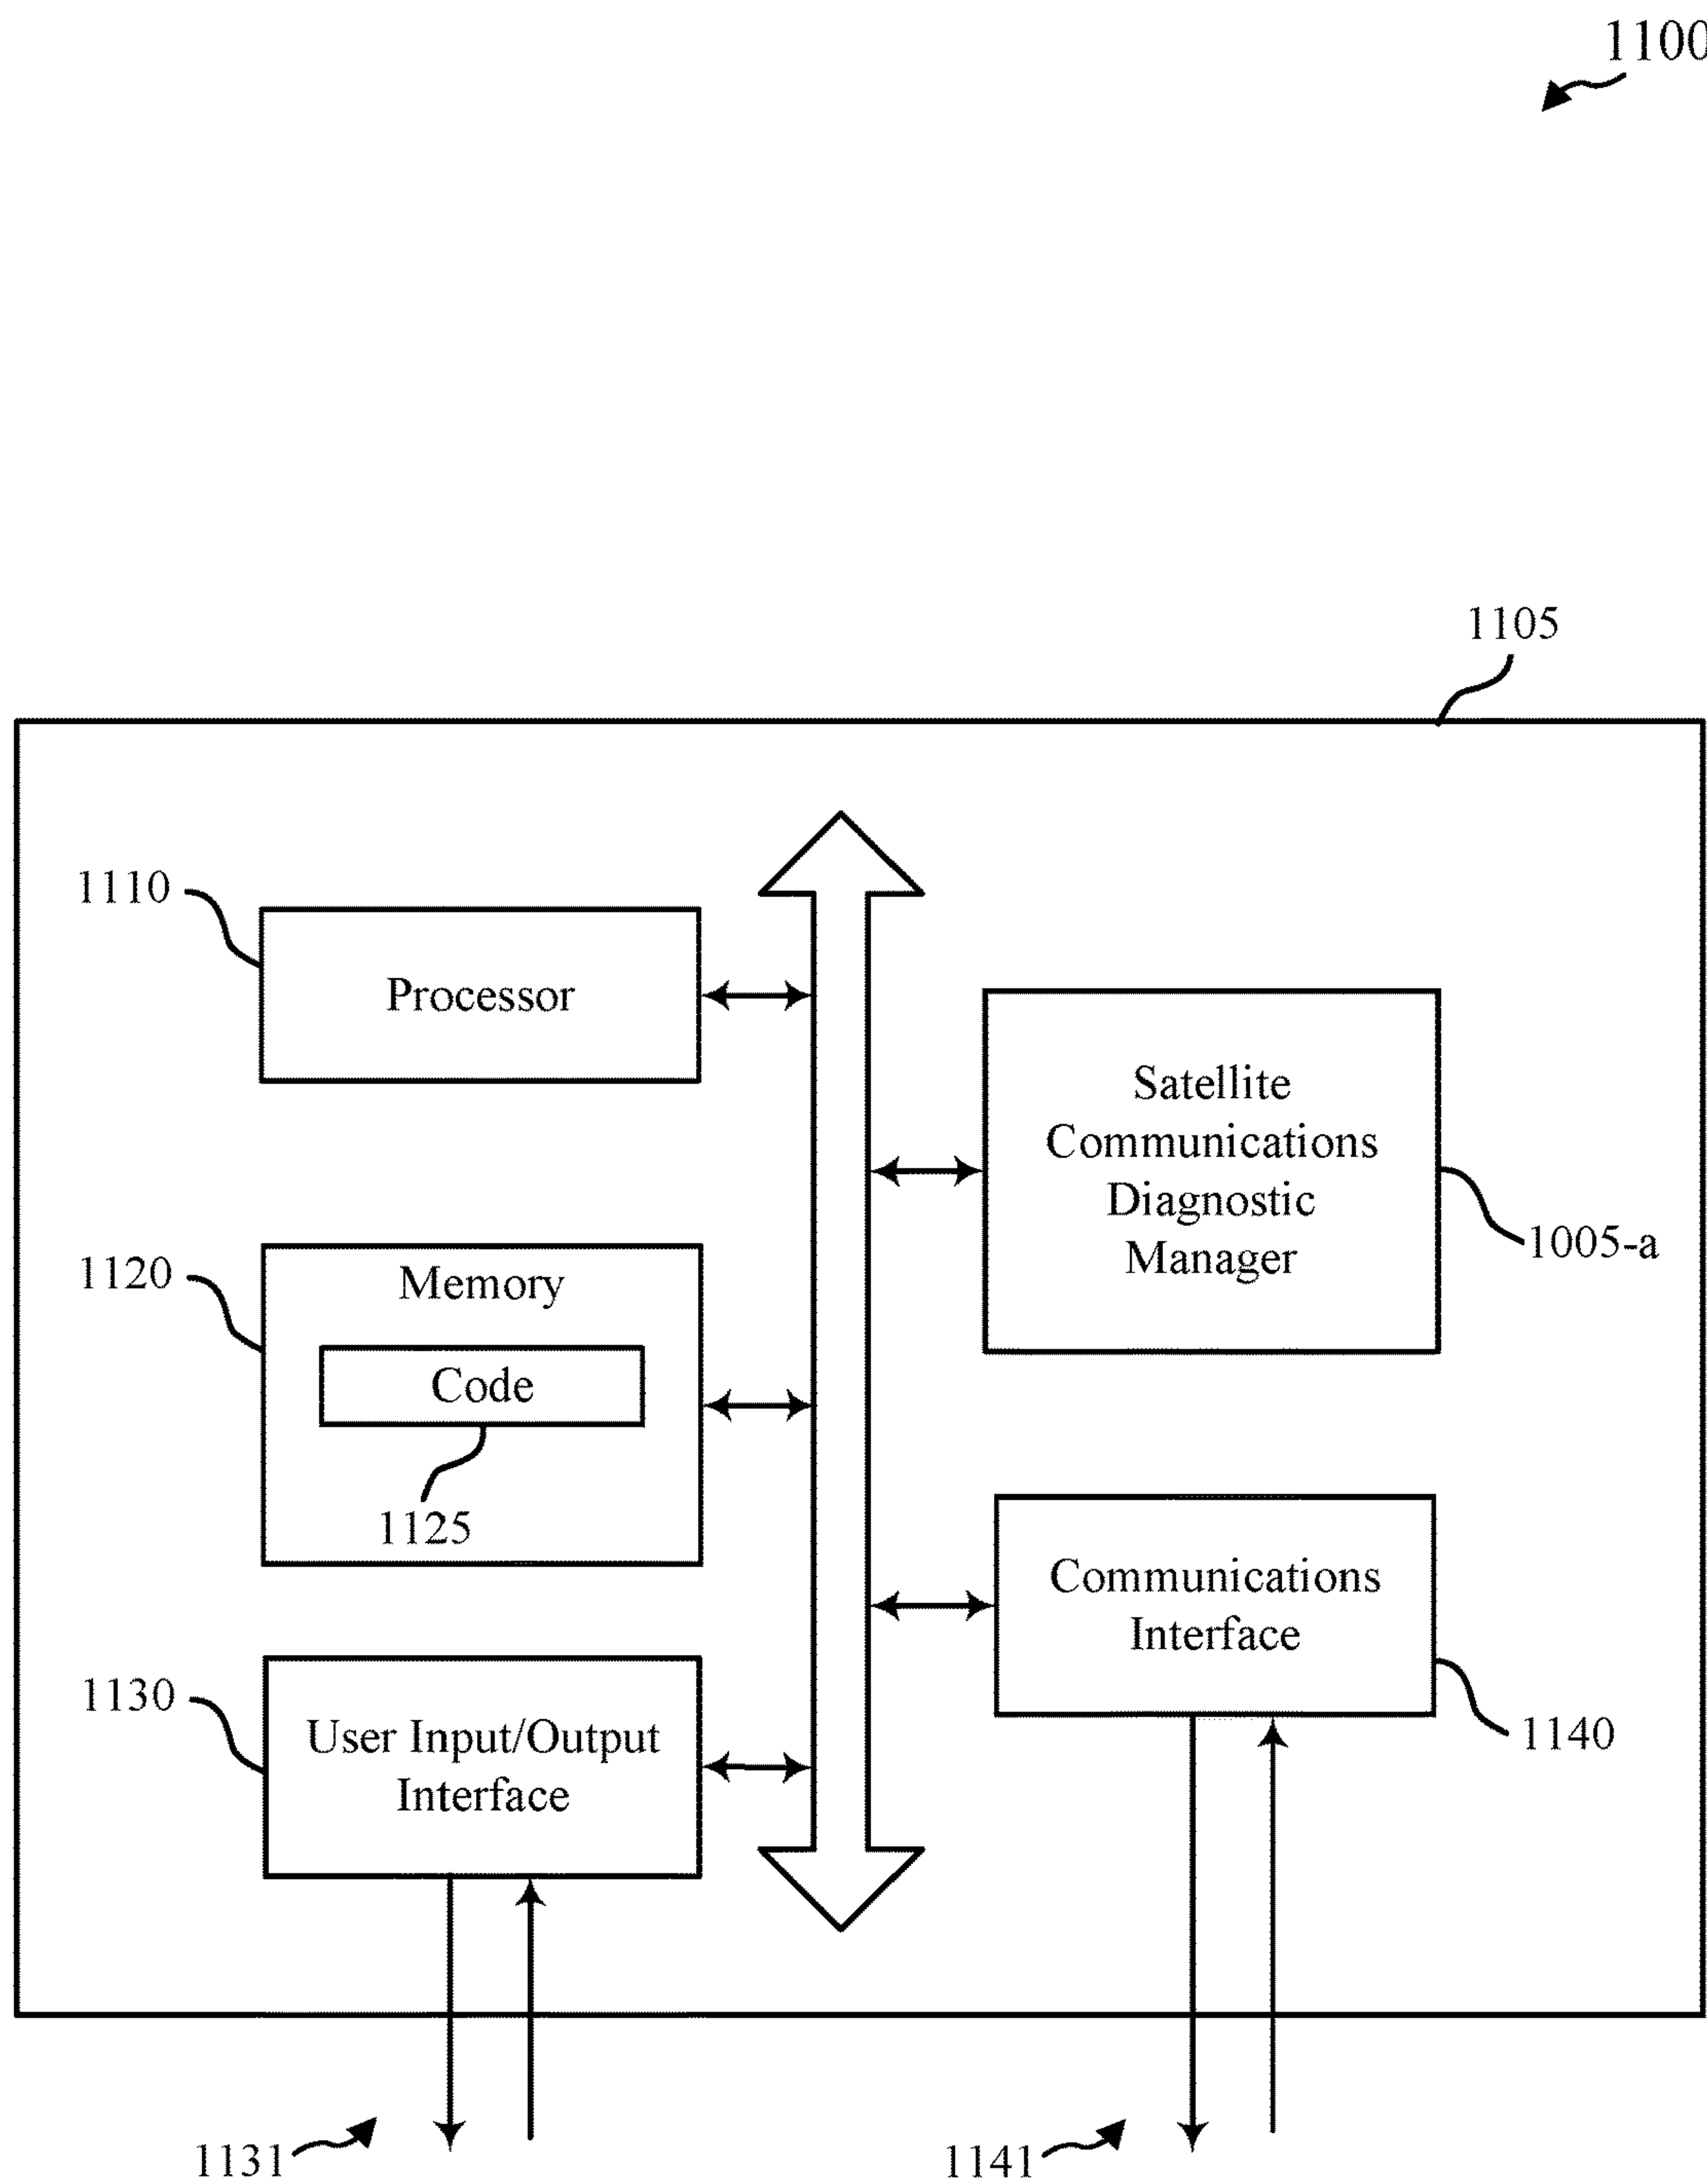 1100
1105
1110
Processor
Satellite
Communications
Diagnostic
Manager
1005-a
1120
Memory
Code
1125
Communications
Interface
1140
1130
User Input/Output
Interface
1131
1141